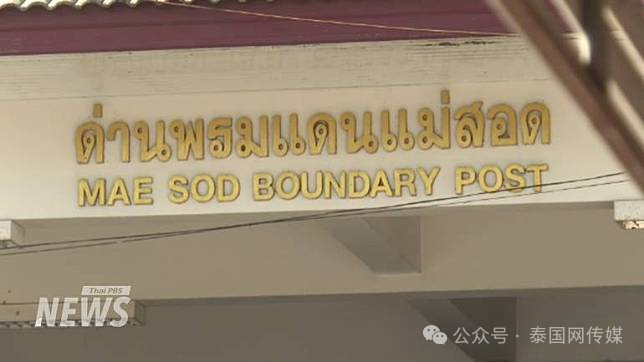 ด่านพรมแดนแม่สอด
MAE SOD BOUNDARY POST
Thai PBS
NEWS
公众号 · 泰国网传媒